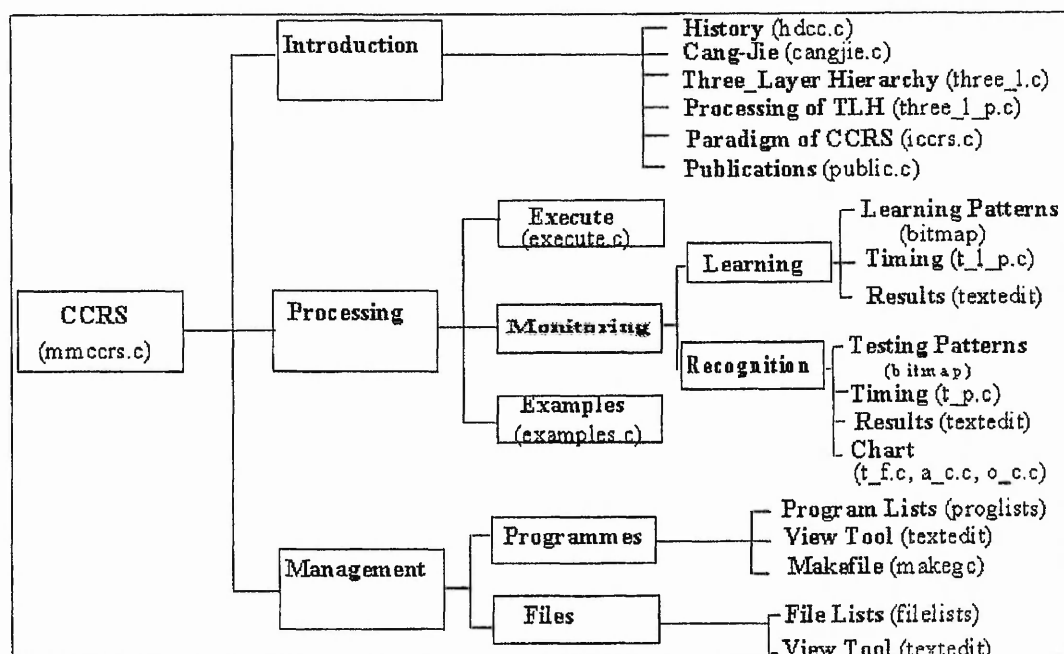 Introduction
History (hdcc.c)
Cang-Jie (cangjie.c)
Three_Layer Hierarchy (three_l.c)
Processing of TLH (three_l_p.c)
Paradigm of CCRS (iccrs.c)
Publications (public.c)
CCRS
(mmccrs.c)
Processing
Execute
(execute.c)
Monitoring
Learning
Learning Patterns
(bitmap)
Timing (t_l_p.c)
Results (textedit)
Recognition
Testing Patterns
(bitmap)
Timing (t_p.c)
Results (textedit)
Chart
(t_f.c, a_c.c, o_c.c)
Examples
(examples.c)
Management
Programmes
Program Lists (proglists)
View Tool (textedit)
Makefile (makegc)
Files
File Lists (filelists)
View Tool (textedit)